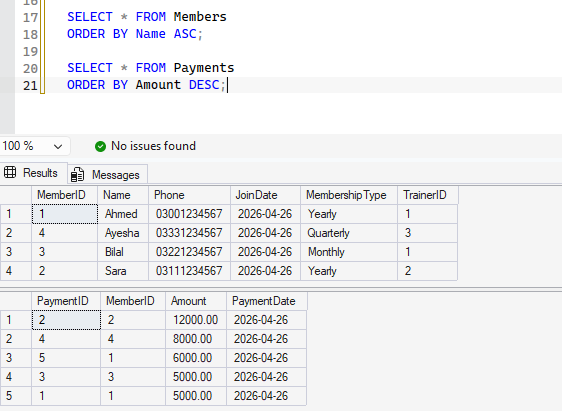 16
17 SELECT * FROM Members
18 ORDER BY Name ASC;
19
20 SELECT * FROM Payments
21 ORDER BY Amount DESC;
100 % No issues found
Results Messages
MemberID Name Phone JoinDate MembershipType TrainerID
1 1 Ahmed 03001234567 2026-04-26 Yearly 1
2 4 Ayesha 03331234567 2026-04-26 Quarterly 3
3 3 Bilal 03221234567 2026-04-26 Monthly 1
4 2 Sara 03111234567 2026-04-26 Yearly 2
PaymentID MemberID Amount PaymentDate
1 2 2 12000.00 2026-04-26
2 4 4 8000.00 2026-04-26
3 5 1 6000.00 2026-04-26
4 3 3 5000.00 2026-04-26
5 1 1 5000.00 2026-04-26